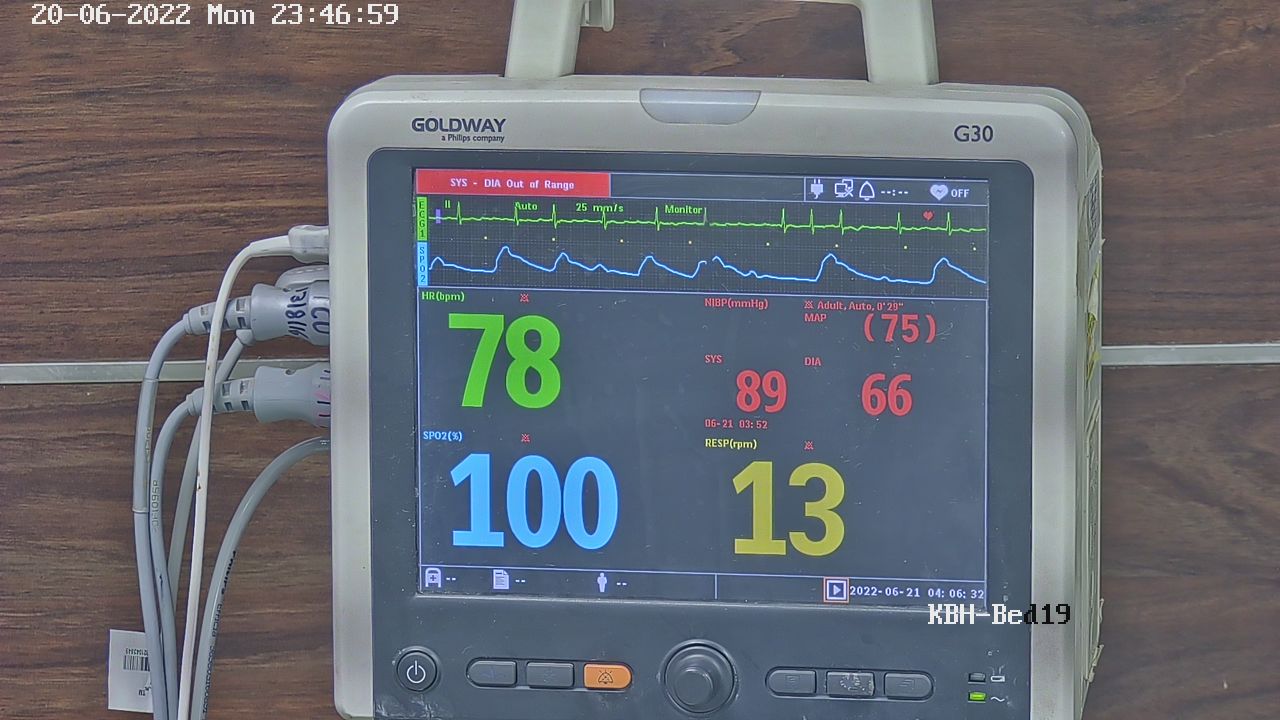 20-06-2022 Mon 23:46:59
GOLDWAY
a Philips company
G30
SYS - DIA Out of Range
--:-- OFF
ECG1
II Auto 25 mm/s Monitor
SPO2
HR(bpm)
78
NIBP(mmHg)
Adult, Auto, 0'29"
MAP (75)
SYS 89
DIA 66
06-21 03:52
SPO2(%)
100
RESP(rpm)
13
-- -- --
2022-06-21 04:06:32
KBH-Bed19